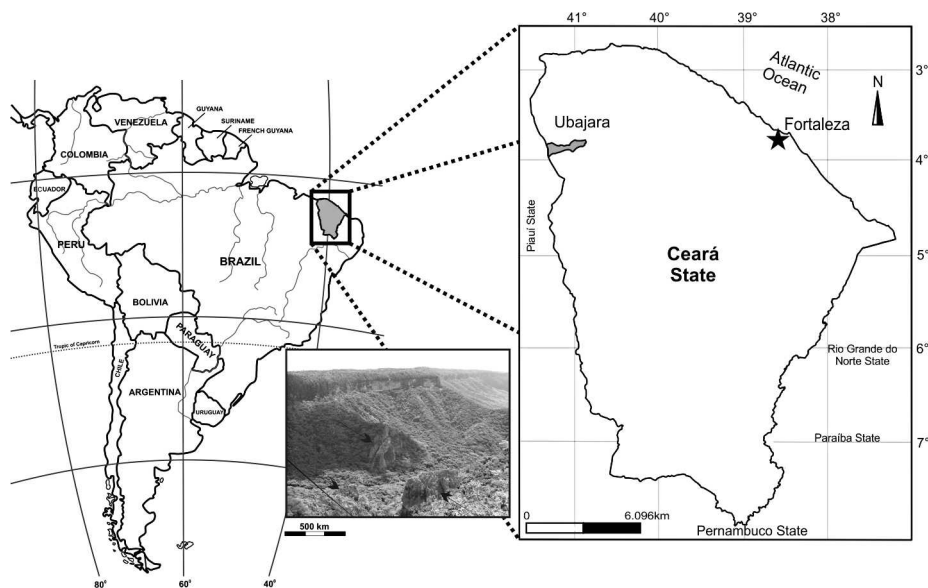 GUYANA
VENEZUELA
SURINAME
FRENCH GUYANA
COLOMBIA
ECUADOR
PERU
BRAZIL
BOLIVIA
PARAGUAY
Tropic of Capricorn
CHILE
ARGENTINA
URUGUAY
500 km
80°
60°
40°
41°
40°
39°
38°
Atlantic
Ocean
3°
N
Ubajara
Fortaleza
4°
Piauí State
Ceará
State
5°
Rio Grande do
Norte State
6°
Paraíba State
7°
0
6.096km
Pernambuco State